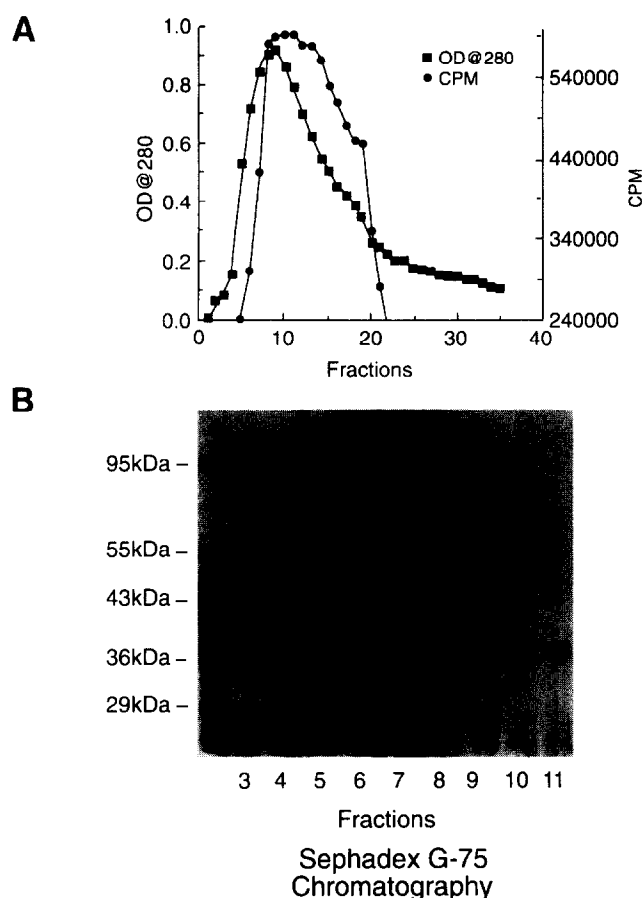 A
OD@280
CPM
1.0
0.8
0.6
0.4
0.2
0.0
OD@280
540000
440000
340000
240000
CPM
0
10
20
30
40
Fractions
B
95kDa
55kDa
43kDa
36kDa
29kDa
3 4 5 6 7 8 9 10 11
Fractions
Sephadex G-75
Chromatography